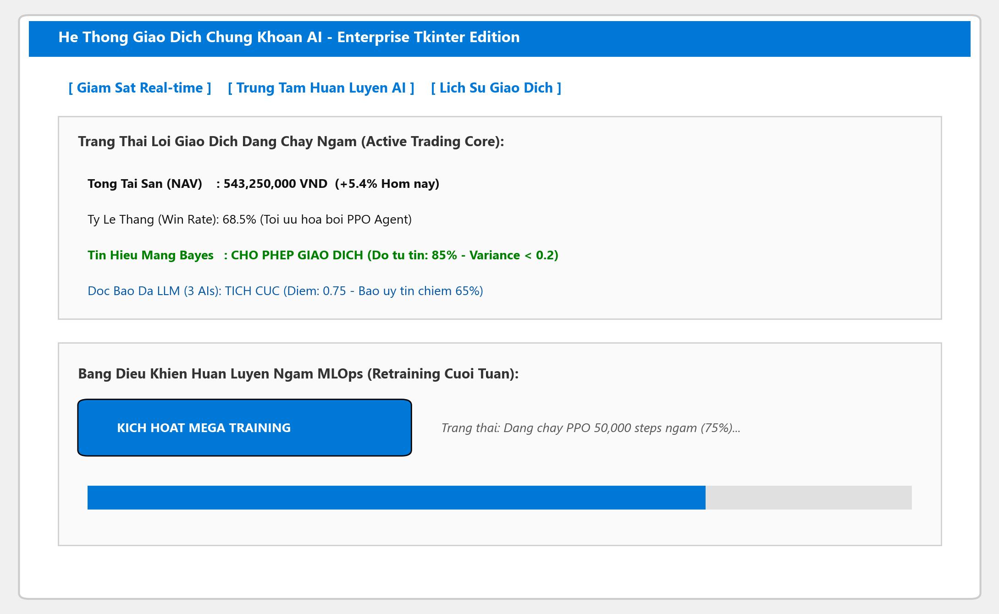 He Thong Giao Dich Chung Khoan AI - Enterprise Tkinter Edition
[ Giam Sat Real-time ] [ Trung Tam Huan Luyen AI ] [ Lich Su Giao Dich ]
Trang Thai Loi Giao Dich Dang Chay Ngam (Active Trading Core):
Tong Tai San (NAV) : 543,250,000 VND (+5.4% Hom nay)
Ty Le Thang (Win Rate): 68.5% (Toi uu hoa boi PPO Agent)
Tin Hieu Mang Bayes : CHO PHEP GIAO DICH (Do tu tin: 85% - Variance < 0.2)
Doc Bao Da LLM (3 AIs): TICH CUC (Diem: 0.75 - Bao uy tin chiem 65%)
Bang Dieu Khien Huan Luyen Ngam MLOps (Retraining Cuoi Tuan):
KICH HOAT MEGA TRAINING
Trang thai: Dang chay PPO 50,000 steps ngam (75%)...